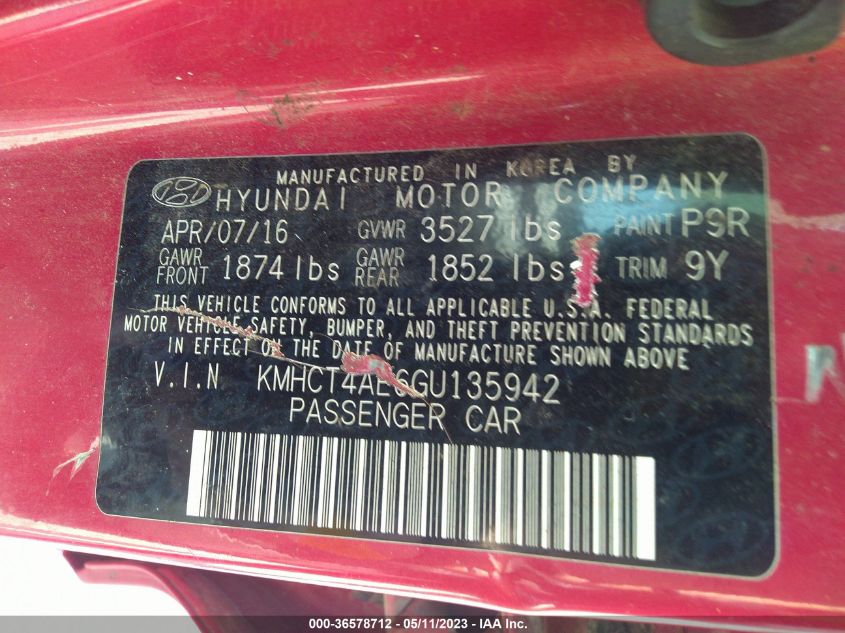 MANUFACTURED IN KOREA BY
HYUNDAI MOTOR COMPANY
APR/07/16 GVWR 3527 lbs PAINT P9R
GAWR FRONT 1874 lbs GAWR REAR 1852 lbs TRIM 9Y
THIS VEHICLE CONFORMS TO ALL APPLICABLE U.S.A. FEDERAL
MOTOR VEHICLE SAFETY, BUMPER, AND THEFT PREVENTION STANDARDS
IN EFFECT ON THE DATE OF MANUFACTURE SHOWN ABOVE
V.I.N KMHCT4AE6GU135942
PASSENGER CAR
000-36578712 - 05/11/2023 - IAA Inc.